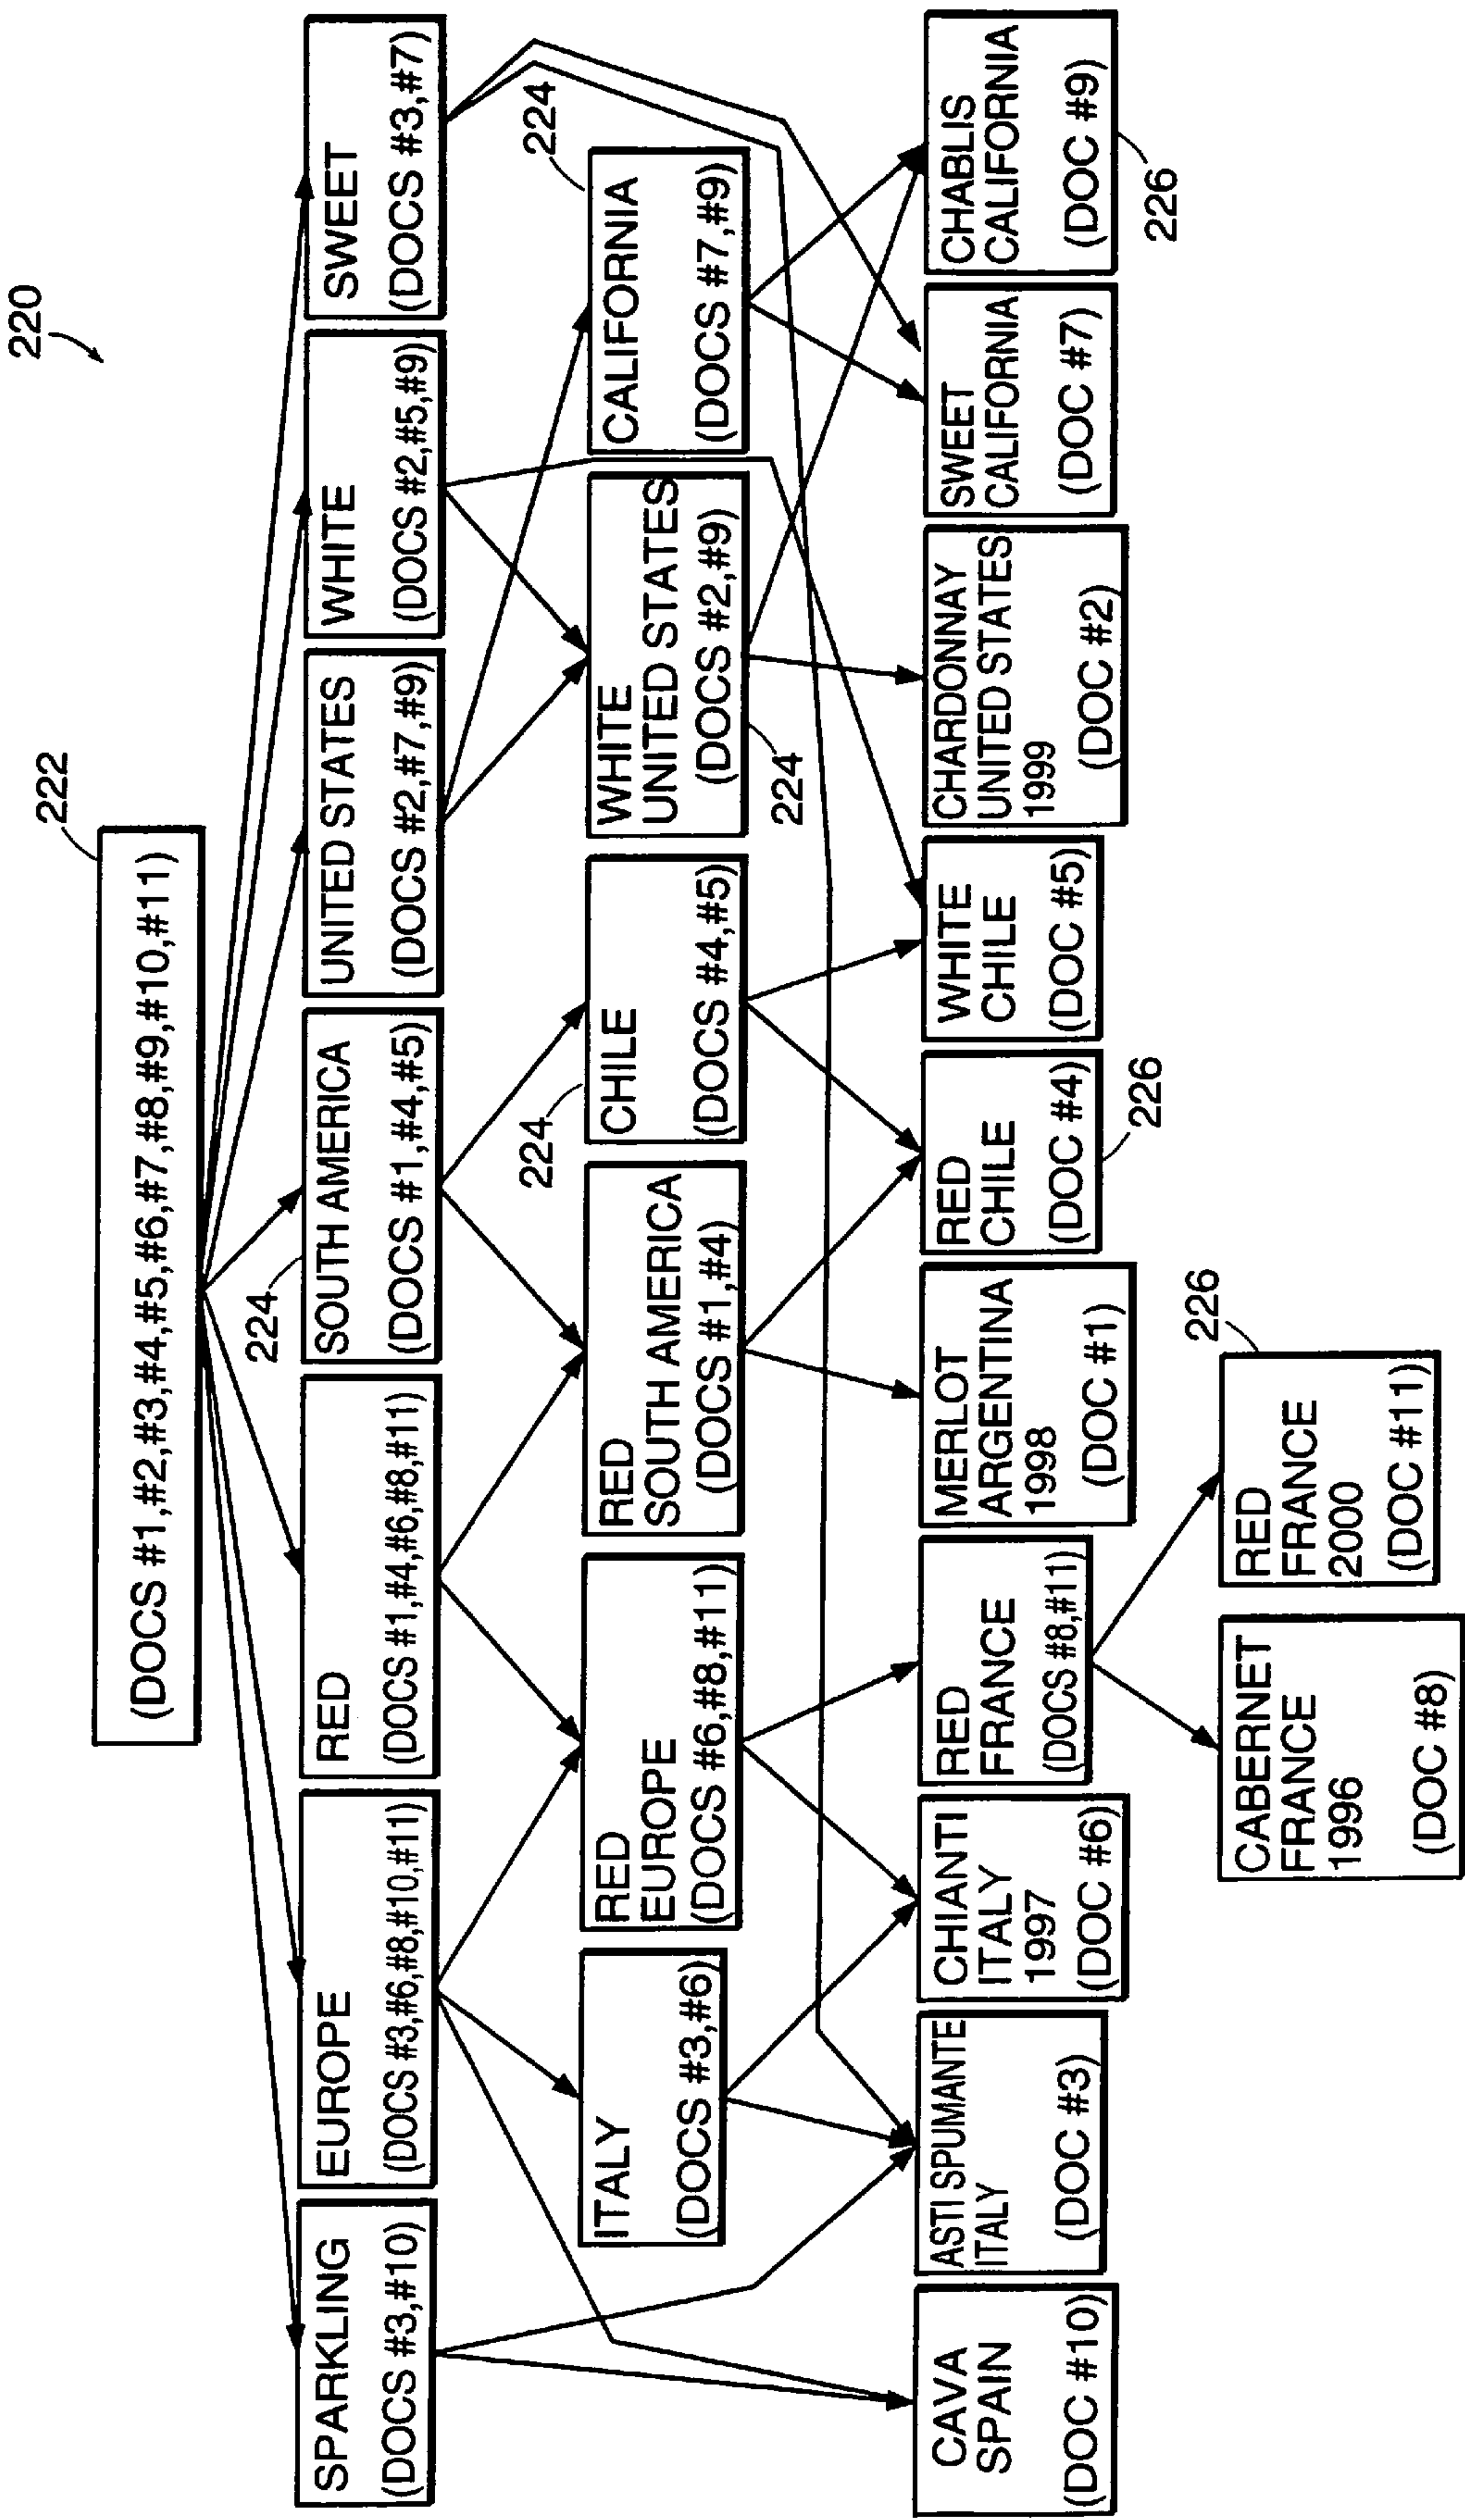 220
222
(DOCS #1,#2,#3,#4,#5,#6,#7,#8,#9,#10,#11)
SPARKLING
(DOCS #3,#10)
EUROPE
(DOCS #3,#6,#8,#10,#11)
RED
(DOCS #1,#4,#6,#8,#11)
224
SOUTH AMERICA
(DOCS #1,#4,#5)
UNITED STATES
(DOCS #2,#7,#9)
WHITE
(DOCS #2,#5,#9)
SWEET
(DOCS #3,#7)
ITALY
(DOCS #3,#6)
RED
EUROPE
(DOCS #6,#8,#11)
RED
SOUTH AMERICA
(DOCS #1,#4)
224
CHILE
(DOCS #4,#5)
WHITE
UNITED STATES
(DOCS #2,#9)
224
224
CALIFORNIA
(DOCS #7,#9)
CAVA
SPAIN
(DOC #10)
ASTI SPUMANTE
ITALY
(DOC #3)
CHIANTI
ITALY
1997
(DOC #6)
RED
FRANCE
(DOCS #8,#11)
MERLOT
ARGENTINA
1998
(DOC #1)
RED
CHILE
(DOC #4)
226
WHITE
CHILE
(DOC #5)
CHARDONNAY
UNITED STATES
1999
(DOC #2)
SWEET
CALIFORNIA
(DOC #7)
CHABLIS
CALIFORNIA
(DOC #9)
226
CABERNET
FRANCE
1996
(DOC #8)
RED
FRANCE
2000
(DOC #11)
226